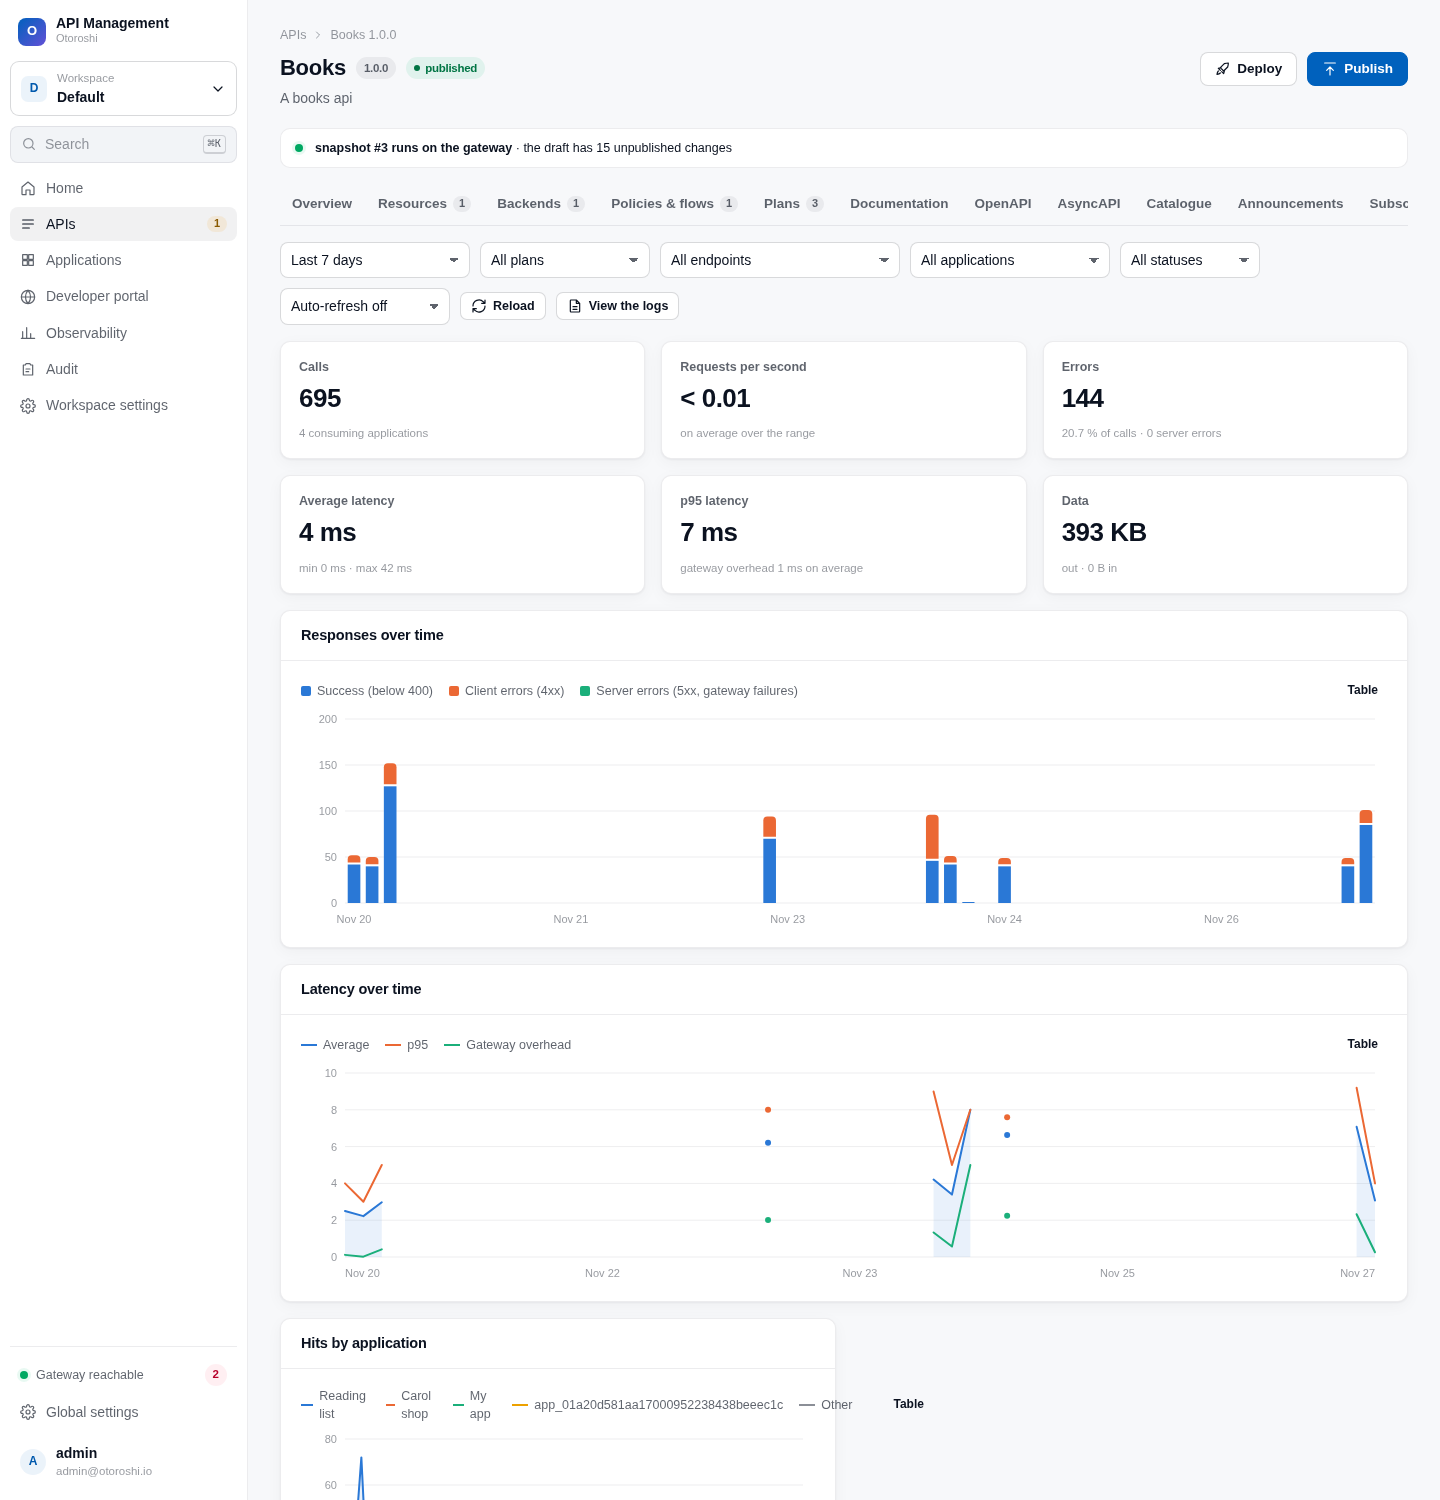 API Management
Otoroshi
D
Workspace
Default
Search
⌘K
Home
APIs 1
Applications
Developer portal
Observability
Audit
Workspace settings
Gateway reachable 2
Global settings
A
admin
admin@otoroshi.io
O
APIs > Books 1.0.0
Books 1.0.0 published
Deploy Publish
A books api
snapshot #3 runs on the gateway · the draft has 15 unpublished changes
Overview Resources 1 Backends 1 Policies & flows 1 Plans 3 Documentation OpenAPI AsyncAPI Catalogue Announcements Subsc
Last 7 days All plans All endpoints All applications All statuses
Auto-refresh off Reload View the logs
Calls
695
4 consuming applications
Requests per second
< 0.01
on average over the range
Errors
144
20.7 % of calls · 0 server errors
Average latency
4 ms
min 0 ms · max 42 ms
p95 latency
7 ms
gateway overhead 1 ms on average
Data
393 KB
out · 0 B in
Responses over time
Success (below 400) Client errors (4xx) Server errors (5xx, gateway failures) Table
200
150
100
50
0
Nov 20 Nov 21 Nov 23 Nov 24 Nov 26
Latency over time
Average p95 Gateway overhead Table
10
8
6
4
2
0
Nov 20 Nov 22 Nov 23 Nov 25 Nov 27
Hits by application
Reading list Carol shop My app app_01a20d581aa17000952238438beeec1c Other Table
80
60